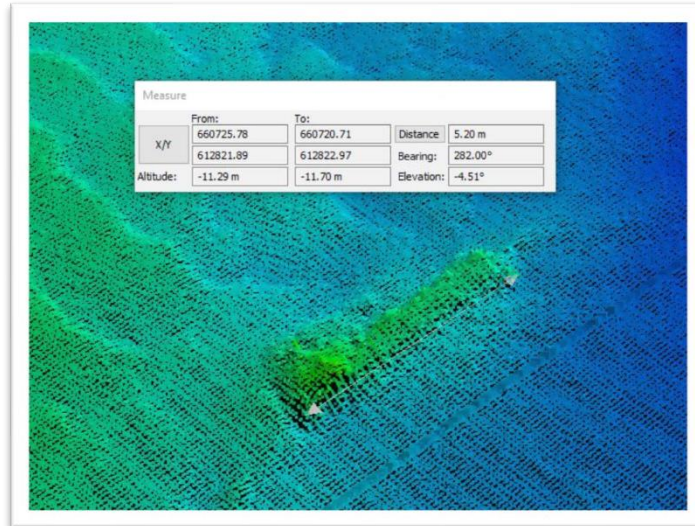 Measure
From: To:
X/Y 660725.78 660720.71 Distance 5.20 m
612821.89 612822.97 Bearing: 282.00°
Altitude: -11.29 m -11.70 m Elevation: -4.51°